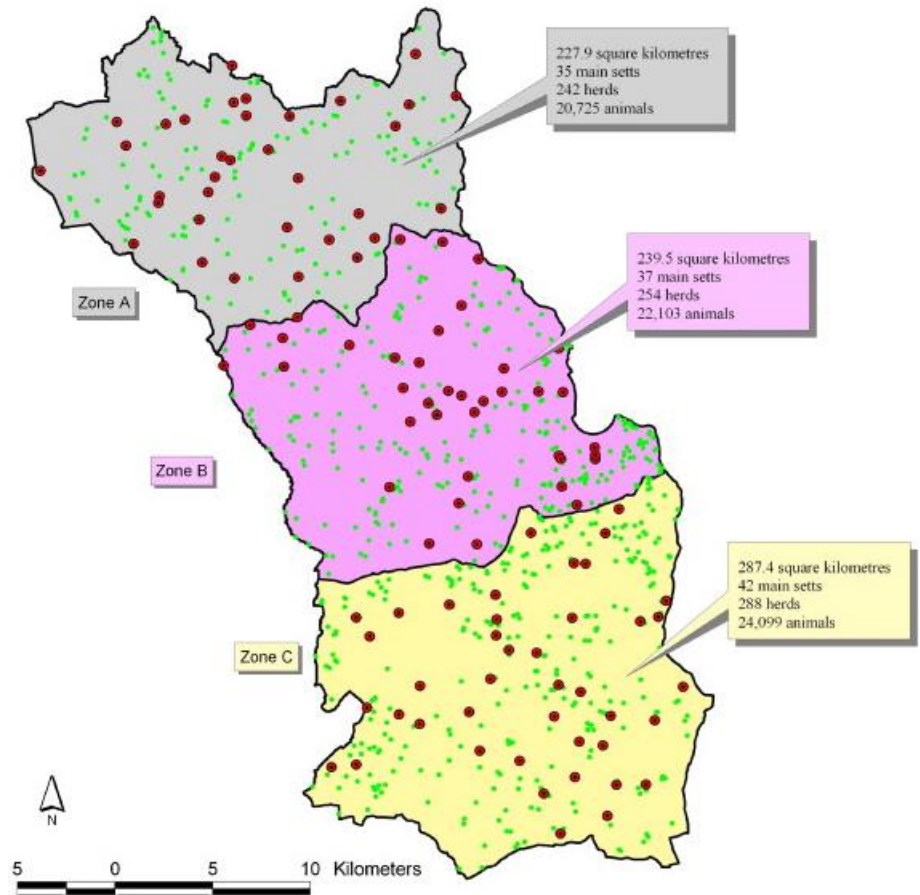 227.9 square kilometres
35 main setts
242 herds
20,725 animals
239.5 square kilometres
37 main setts
254 herds
22,103 animals
Zone A
Zone B
287.4 square kilometres
42 main setts
288 herds
24,099 animals
Zone C
N
5 0 5 10 Kilometers